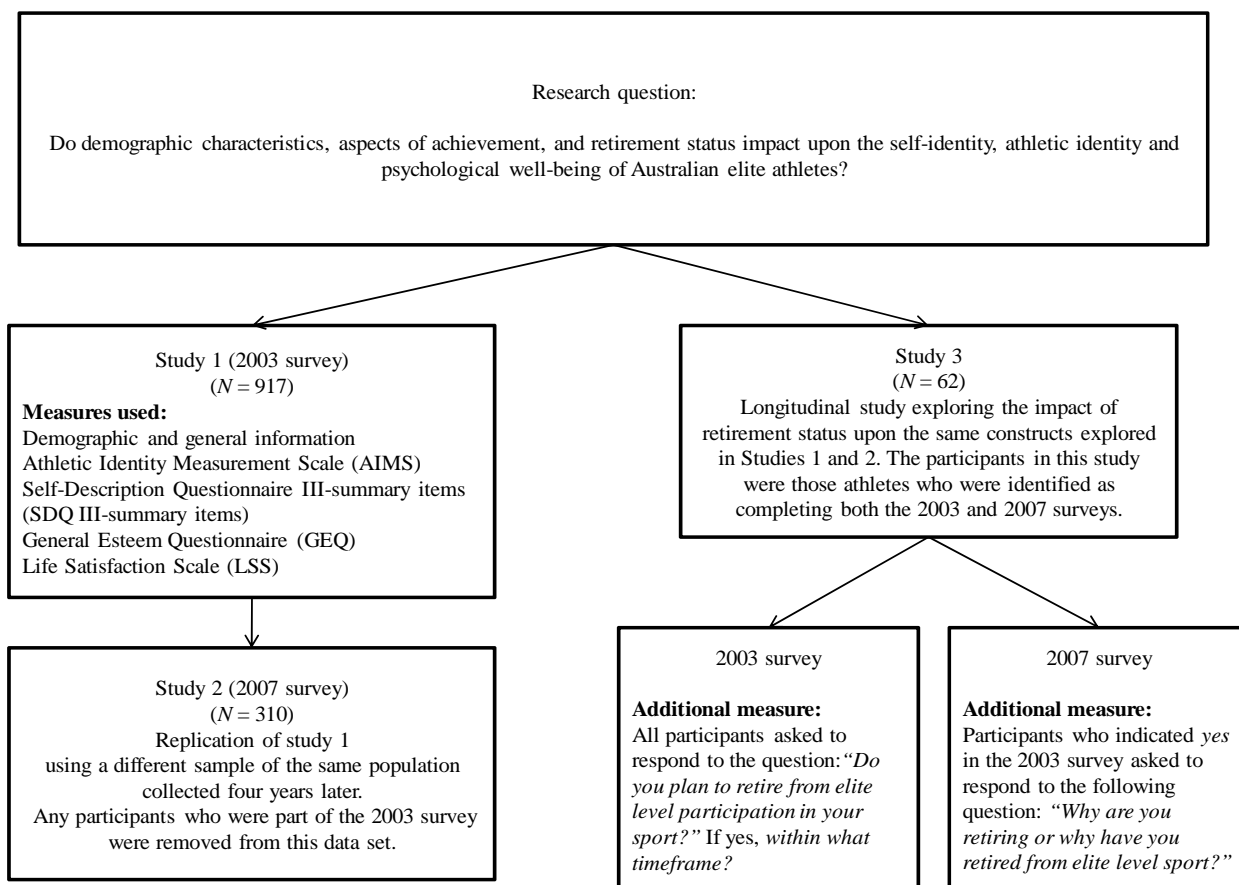 Research question:
Do demographic characteristics, aspects of achievement, and retirement status impact upon the self-identity, athletic identity and
psychological well-being of Australian elite athletes?
Study 1 (2003 survey)
(N = 917)
Measures used:
Demographic and general information
Athletic Identity Measurement Scale (AIMS)
Self-Description Questionnaire III-summary items
(SDQ III-summary items)
General Esteem Questionnaire (GEQ)
Life Satisfaction Scale (LSS)
Study 2 (2007 survey)
(N = 310)
Replication of study 1
using a different sample of the same population
collected four years later.
Any participants who were part of the 2003 survey
were removed from this data set.
Study 3
(N = 62)
Longitudinal study exploring the impact of
retirement status upon the same constructs explored
in Studies 1 and 2. The participants in this study
were those athletes who were identified as
completing both the 2003 and 2007 surveys.
2003 survey
Additional measure:
All participants asked to
respond to the question:“Do
you plan to retire from elite
level participation in your
sport?” If yes, within what
timeframe?
2007 survey
Additional measure:
Participants who indicated yes
in the 2003 survey asked to
respond to the following
question: “Why are you
retiring or why have you
retired from elite level sport?”